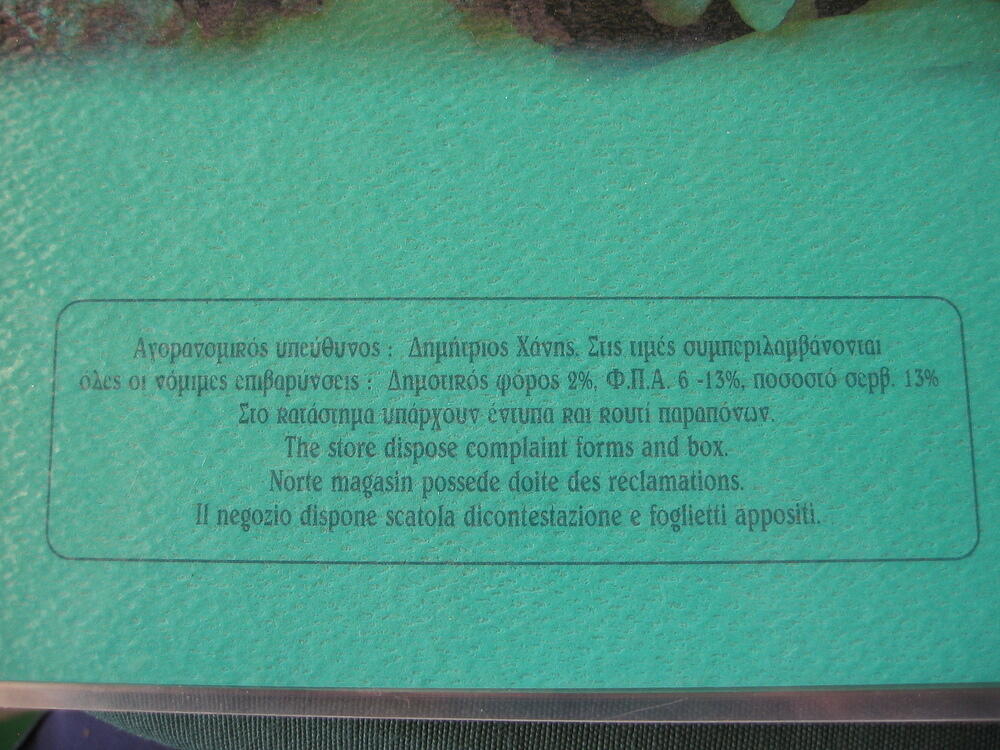 Αγορανομικός υπεύθυνος : Δημήτριος Χάνης. Στις τιμές συμπεριλαμβάνονται
όλες οι νόμιμες επιβαρύνσεις : Δημοτικός φόρος 2%, Φ.Π.Α. 6 -13%, ποσοστό σερβ. 13%
Στο κατάστημα υπάρχουν έντυπα και κουτί παραπόνων.
The store dispose complaint forms and box.
Norte magasin possede doite des reclamations.
Il negozio dispone scatola dicontestazione e foglietti appositi.